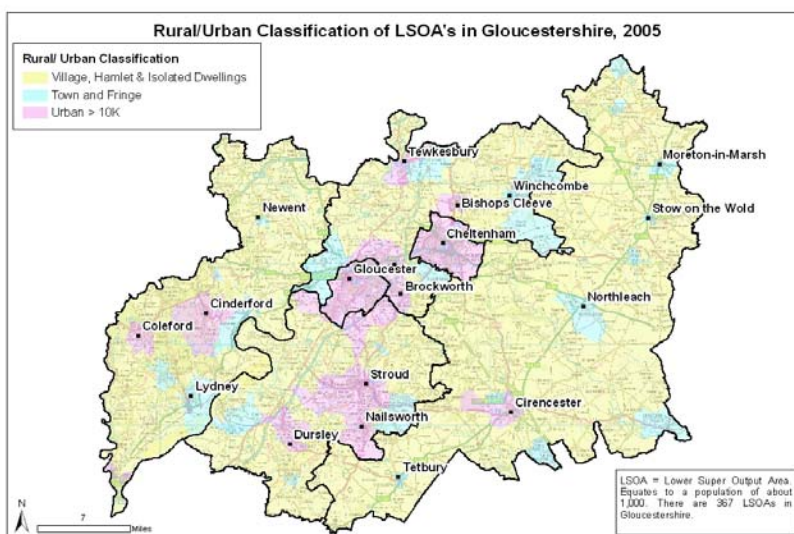 Rural/Urban Classification of LSOA's in Gloucestershire, 2005
Rural/ Urban Classification
Village, Hamlet & Isolated Dwellings
Town and Fringe
Urban > 10K
Tewkesbury
Moreton-in-Marsh
Winchcombe
Bishops Cleeve
Newent
Stow on the Wold
Cheltenham
Gloucester
Brockworth
Northleach
Cinderford
Coleford
Stroud
Lydney
Cirencester
Nailsworth
Dursley
Tetbury
LSOA = Lower Super Output Area.
Equates to a population of about
1,000. There are 367 LSOAs in
Gloucestershire.
N
7
Miles